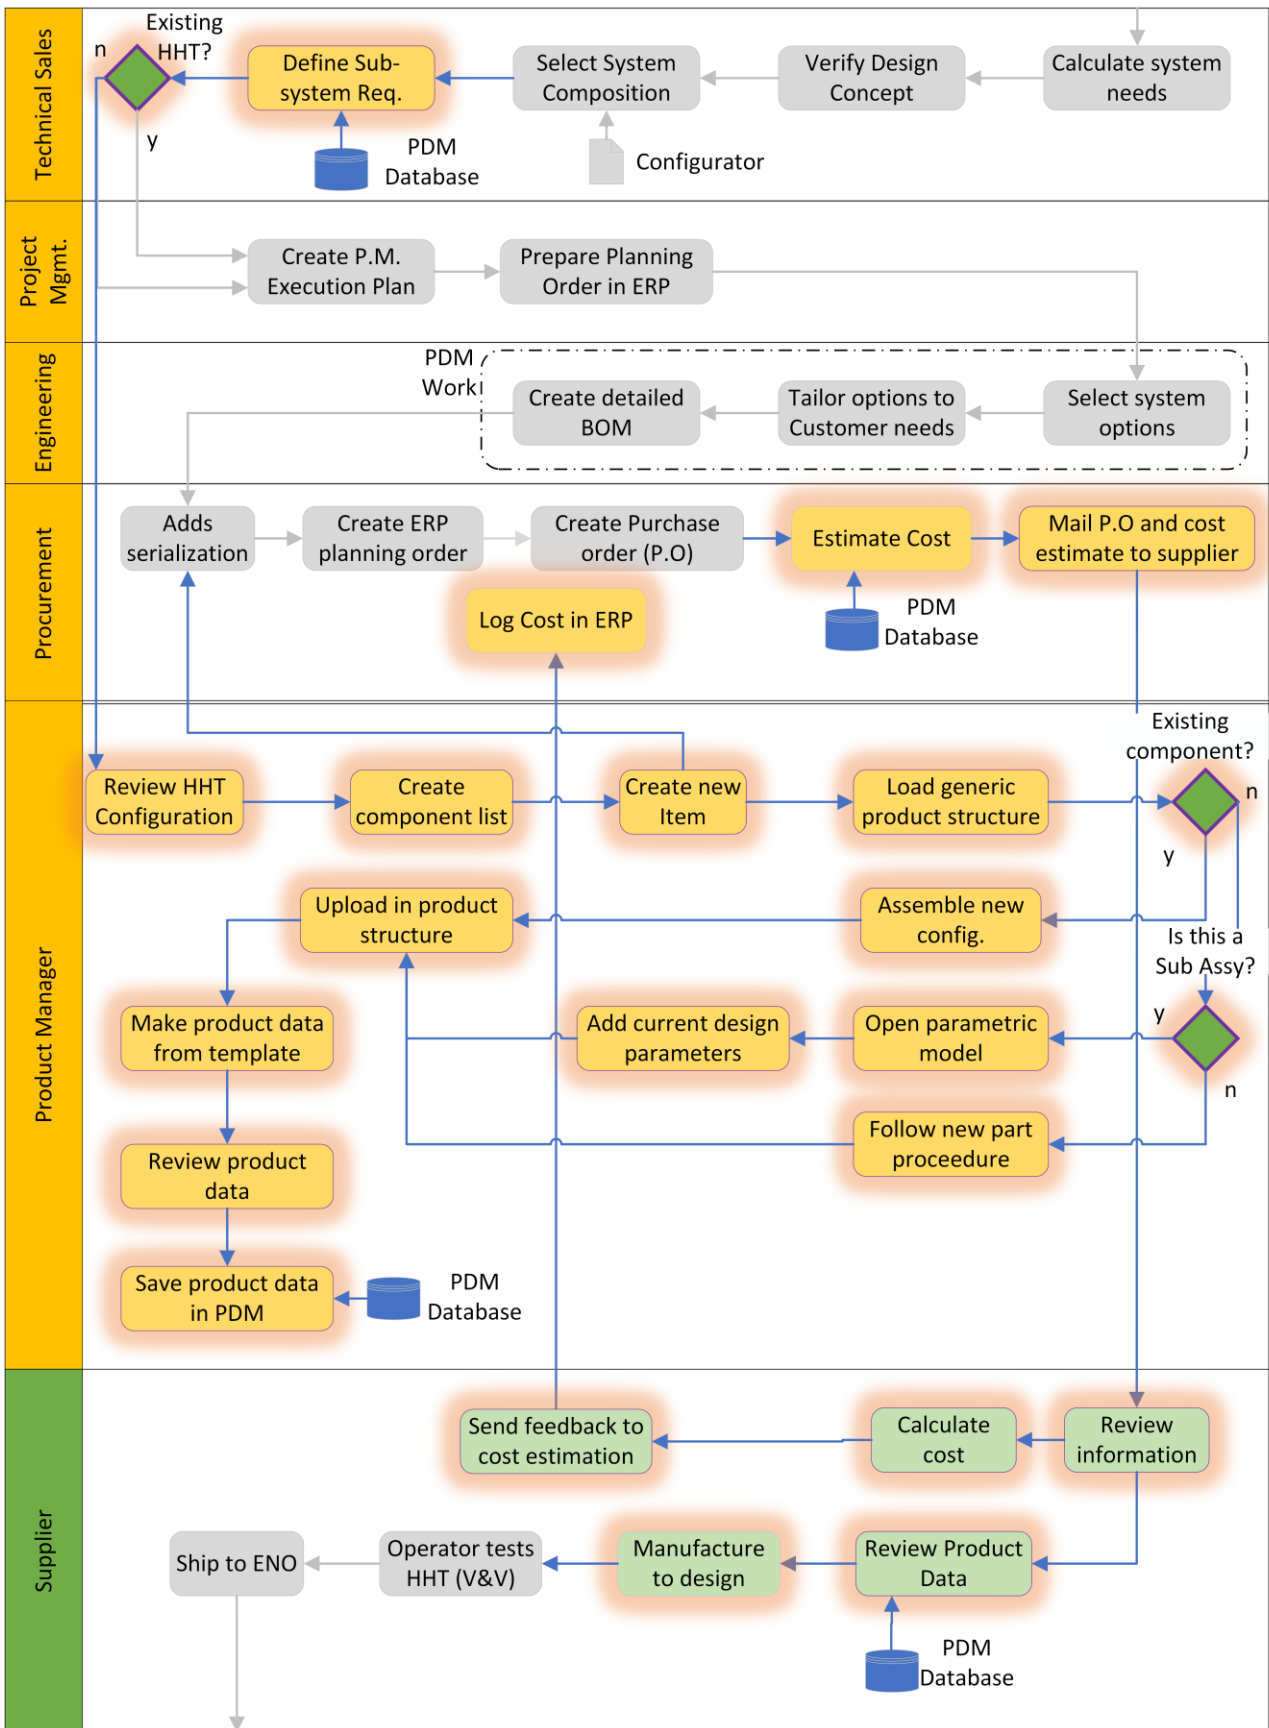 Technical Sales
n
Existing
HHT?
y
Define Sub-
system Req.
PDM
Database
Select System
Composition
Configurator
Verify Design
Concept
Calculate system
needs
Project
Mgmt.
Create P.M.
Execution Plan
Prepare Planning
Order in ERP
Engineering
PDM
Work
Create detailed
BOM
Tailor options to
Customer needs
Select system
options
Procurement
Adds
serialization
Create ERP
planning order
Create Purchase
order (P.O)
Estimate Cost
Mail P.O and cost
estimate to supplier
Log Cost in ERP
PDM
Database
Product Manager
Existing
component?
Review HHT
Configuration
Create
component list
Create new
Item
Load generic
product structure
n
y
Upload in product
structure
Assemble new
config.
Is this a
Sub Assy?
Make product data
from template
Add current design
parameters
Open parametric
model
y
n
Review product
data
Follow new part
proceedure
Save product data
in PDM
PDM
Database
Supplier
Send feedback to
cost estimation
Calculate
cost
Review
information
Ship to ENO
Operator tests
HHT (V&V)
Manufacture
to design
Review Product
Data
PDM
Database